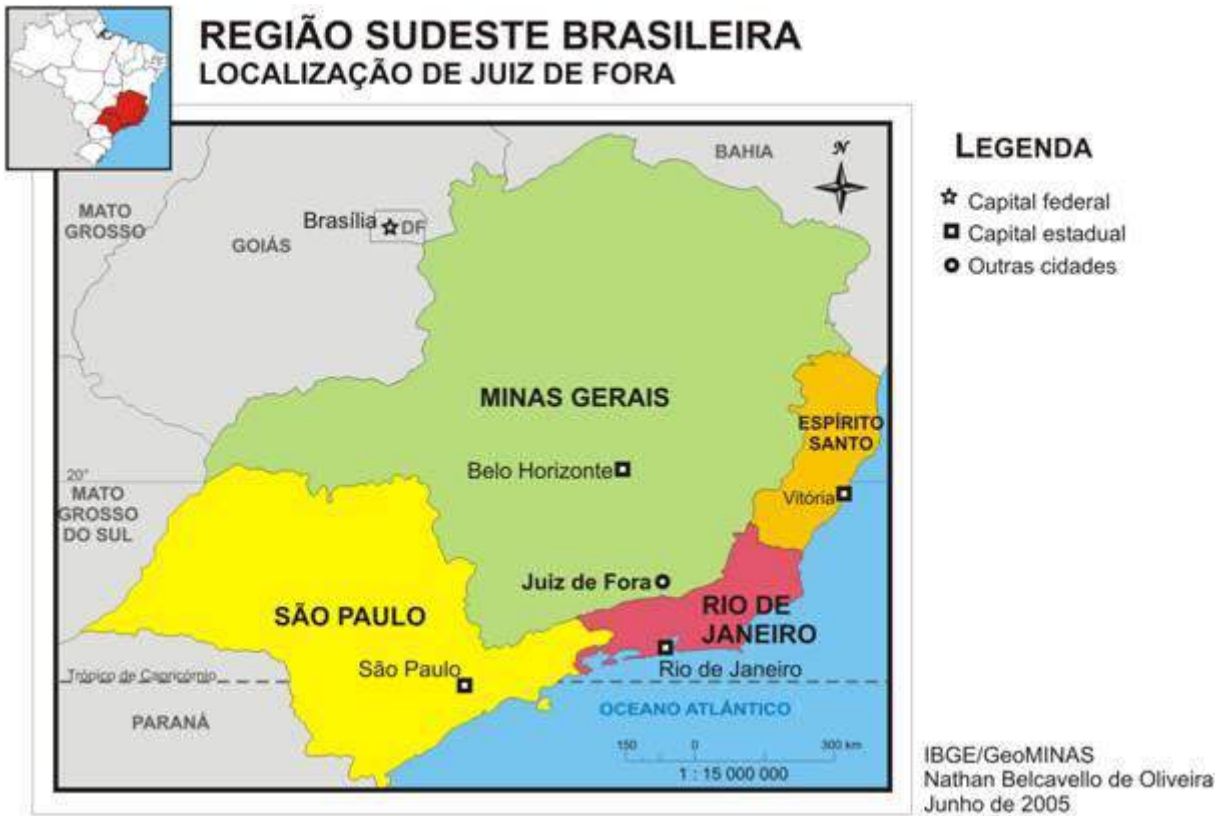 REGIÃO SUDESTE BRASILEIRA
LOCALIZAÇÃO DE JUIZ DE FORA
LEGENDA
Capital federal
Capital estadual
Outras cidades
N
BAHIA
MATO
GROSSO
GOIÁS
Brasília
DF
MINAS GERAIS
ESPÍRITO
SANTO
Belo Horizonte
20°
MATO
GROSSO
DO SUL
Vitória
Juiz de Fora
SÃO PAULO
RIO DE
JANEIRO
São Paulo
Rio de Janeiro
Trópico de Capricórnio
PARANÁ
OCEANO ATLÂNTICO
150 0 300 km
1 : 15 000 000
IBGE/GeoMINAS
Nathan Belcavello de Oliveira
Junho de 2005